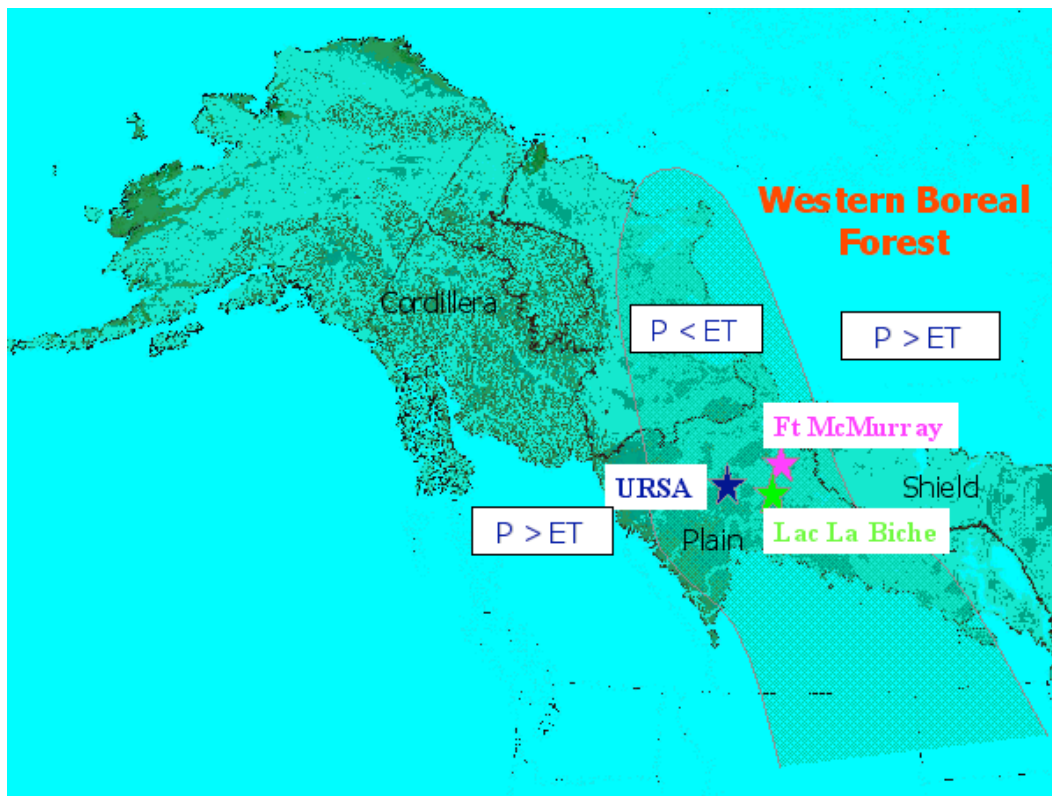 Western Boreal
Forest
Cordillera
P < ET
P > ET
Ft McMurray
URSA
Shield
P > ET
Plain
Lac La Biche